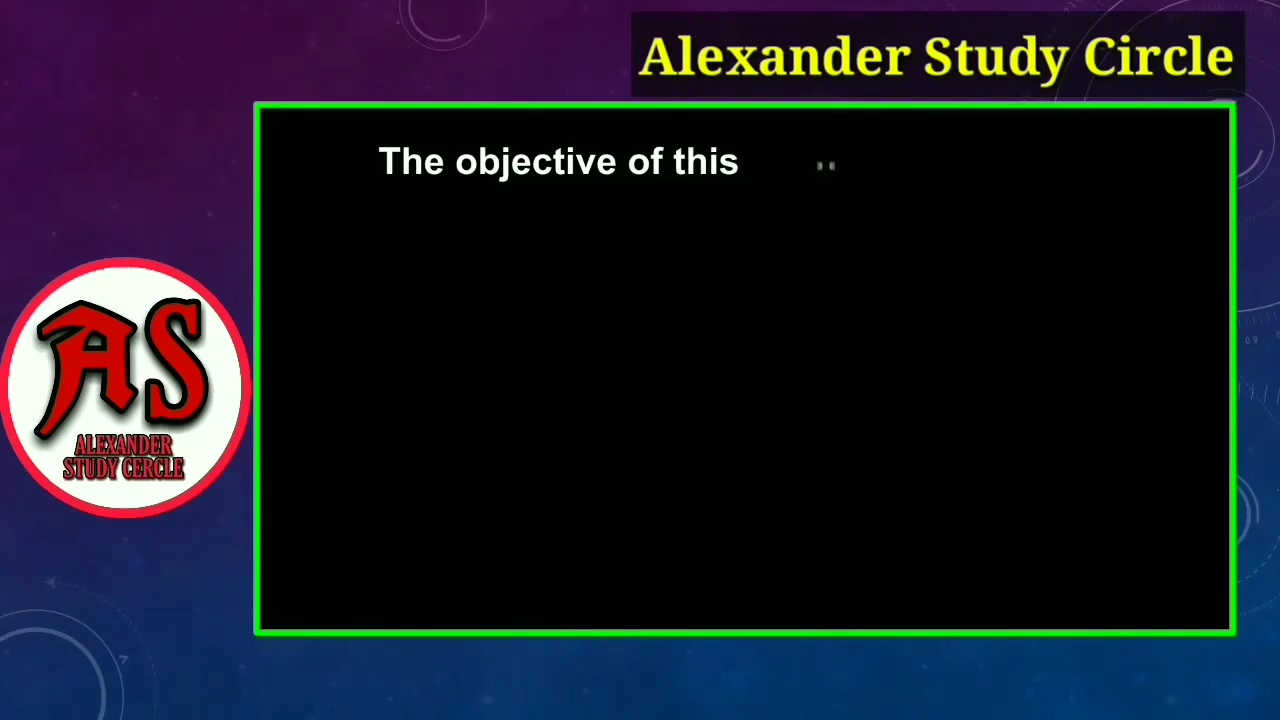 Alexander Study Circle
The objective of this
AS
ALEXANDER
STUDY CERCLE